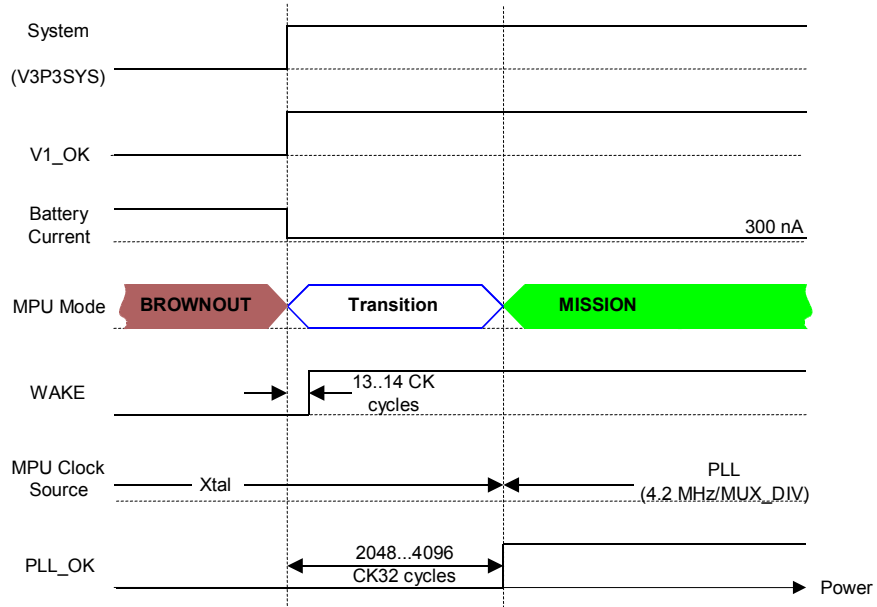 System
(V3P3SYS)
V1_OK
Battery
Current
300 nA
MPU Mode
BROWNOUT
Transition
MISSION
WAKE
13..14 CK
cycles
MPU Clock
Source
Xtal
PLL
(4.2 MHz/MUX_DIV)
PLL_OK
2048...4096
CK32 cycles
Power